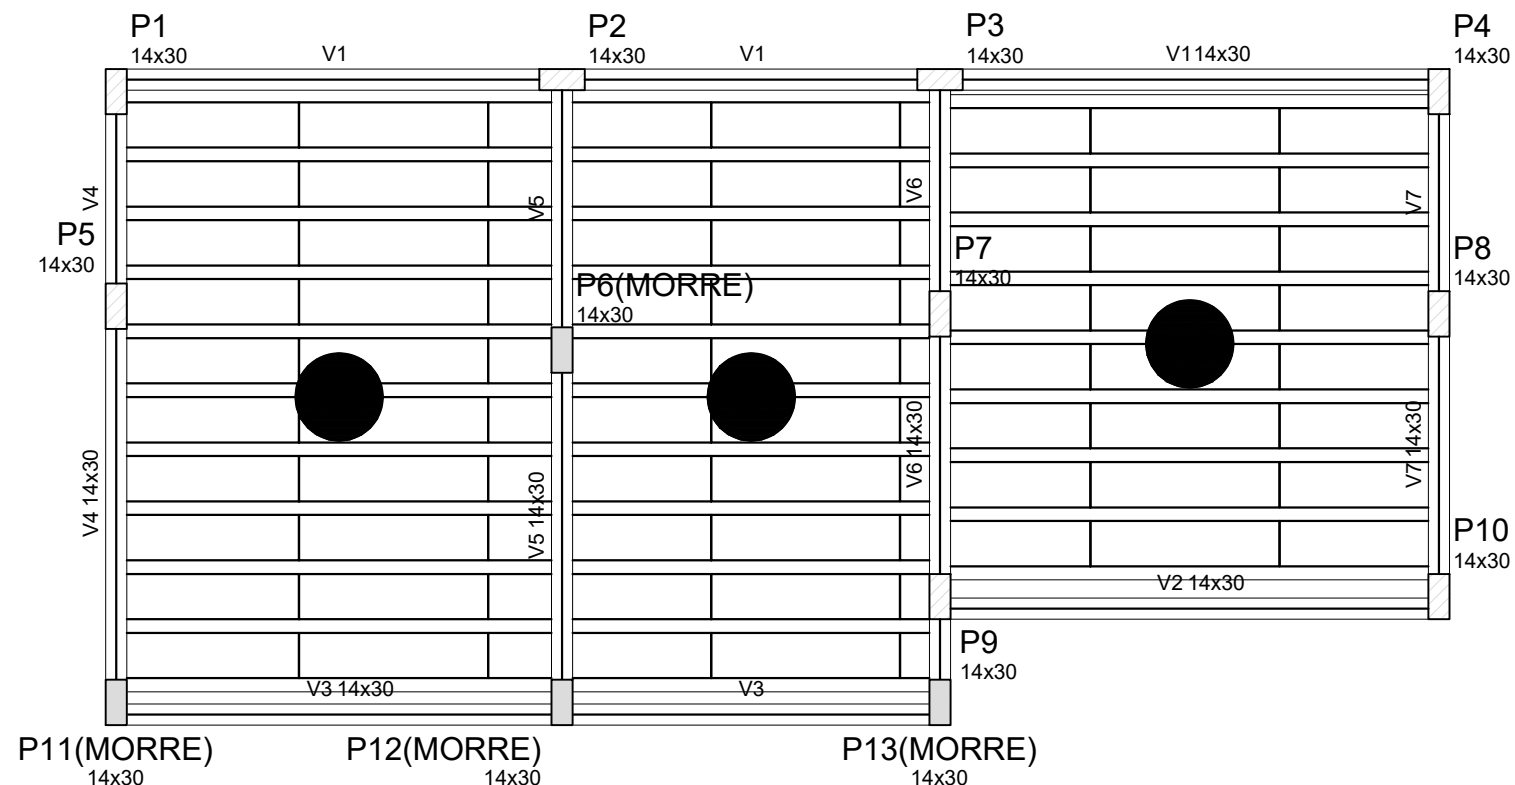 P1
14x30
V1
P2
14x30
V1
P3
14x30
V1 14x30
P4
14x30
V4
V5
V6
V7
P5
14x30
P6(MORRE)
14x30
P7
14x30
P8
14x30
V4 14x30
V5 14x30
V6 14x30
V7 14x30
P10
14x30
V2 14x30
P9
14x30
V3 14x30
V3
P11(MORRE)
14x30
P12(MORRE)
14x30
P13(MORRE)
14x30